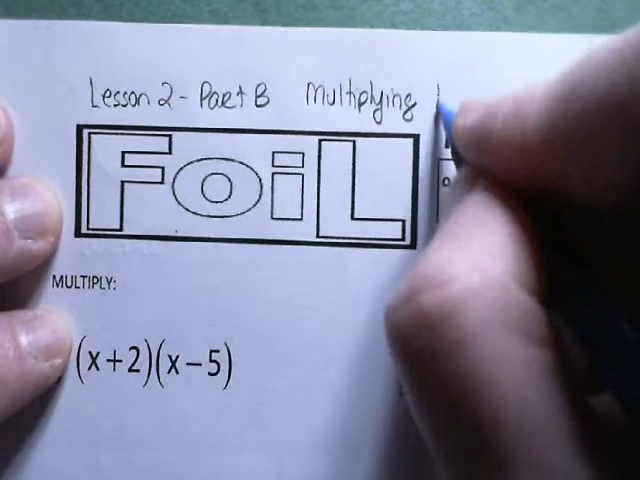 Lesson 2 - Part B Multiplying
FOiL
MULTIPLY:
(x+2)(x−5)